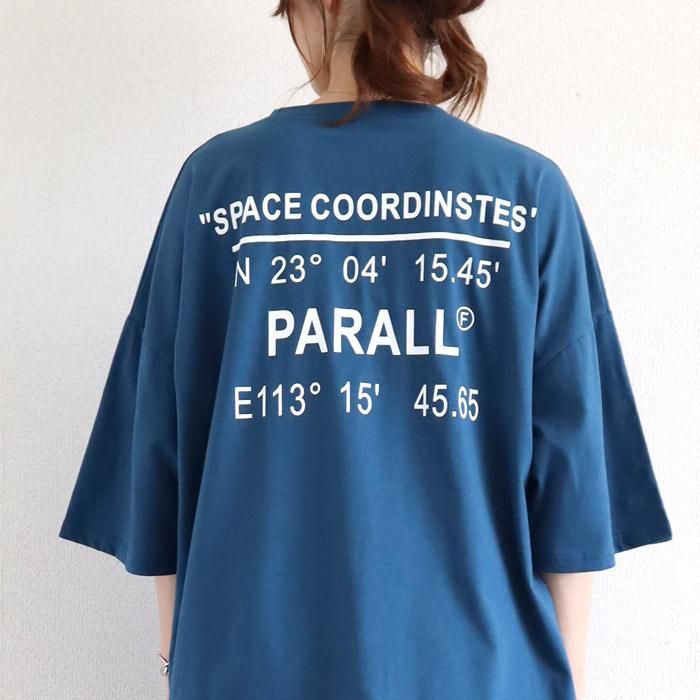 "SPACE COORDINSTES'
N 23° 04' 15.45'
PARALL Ⓕ
E113° 15' 45.65